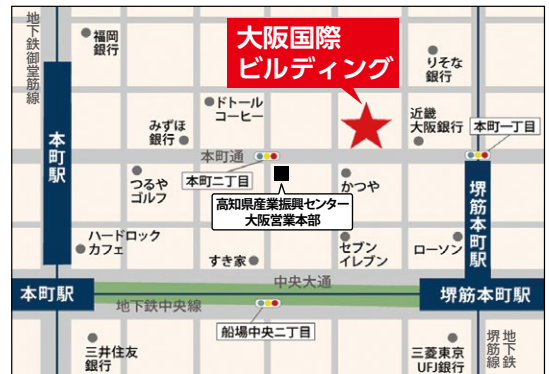 地下鉄御堂筋線
福岡
銀行
大阪国際
ビルディング
りそな
銀行
ドトール
コーヒー
みずほ
銀行
近畿
大阪銀行
本町一丁目
本町駅
本町通
本町二丁目
つるや
ゴルフ
かつや
高知県産業振興センター
大阪営業本部
堺筋本町駅
ハードロック
カフェ
すき家
セブン
イレブン
ローソン
中央大通
本町駅
堺筋本町駅
地下鉄中央線
船場中央二丁目
三井住友
銀行
三菱東京
UFJ銀行
地下鉄
堺筋線